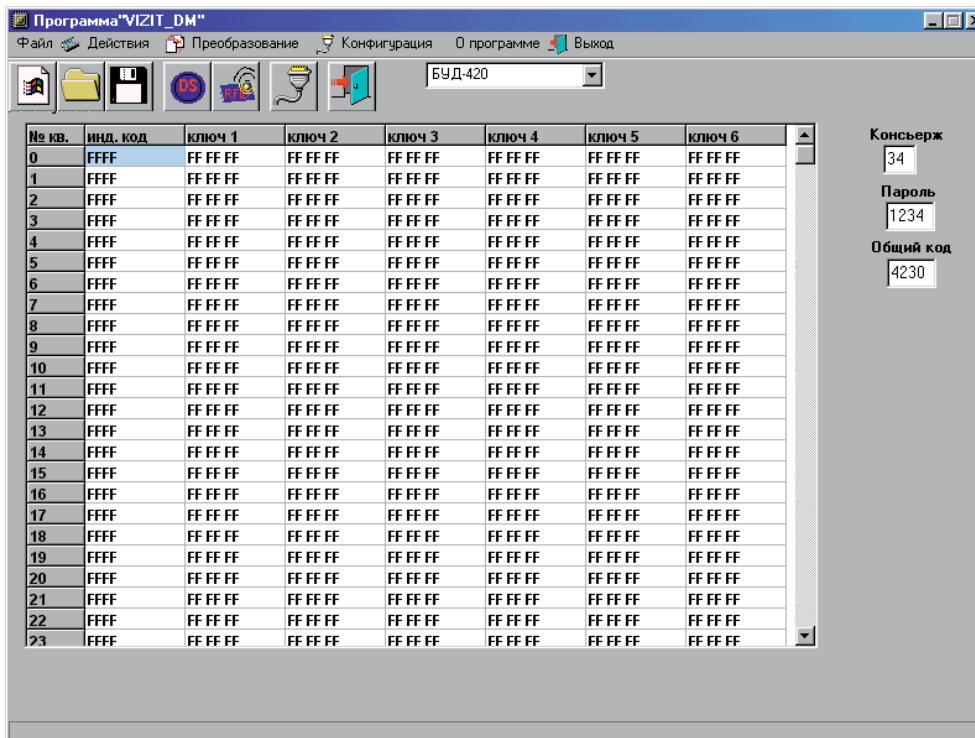 Программа"VIZIT_DM"
Файл Действия Преобразование Конфигурация О программе Выход
DS RFID БУД-420
№ кв. инд. код ключ 1 ключ 2 ключ 3 ключ 4 ключ 5 ключ 6
0 FFFF FF FF FF FF FF FF FF FF FF FF FF FF FF FF FF FF FF FF
1 FFFF FF FF FF FF FF FF FF FF FF FF FF FF FF FF FF FF FF FF
2 FFFF FF FF FF FF FF FF FF FF FF FF FF FF FF FF FF FF FF FF
3 FFFF FF FF FF FF FF FF FF FF FF FF FF FF FF FF FF FF FF FF
4 FFFF FF FF FF FF FF FF FF FF FF FF FF FF FF FF FF FF FF FF
5 FFFF FF FF FF FF FF FF FF FF FF FF FF FF FF FF FF FF FF FF
6 FFFF FF FF FF FF FF FF FF FF FF FF FF FF FF FF FF FF FF FF
7 FFFF FF FF FF FF FF FF FF FF FF FF FF FF FF FF FF FF FF FF
8 FFFF FF FF FF FF FF FF FF FF FF FF FF FF FF FF FF FF FF FF
9 FFFF FF FF FF FF FF FF FF FF FF FF FF FF FF FF FF FF FF FF
10 FFFF FF FF FF FF FF FF FF FF FF FF FF FF FF FF FF FF FF FF
11 FFFF FF FF FF FF FF FF FF FF FF FF FF FF FF FF FF FF FF FF
12 FFFF FF FF FF FF FF FF FF FF FF FF FF FF FF FF FF FF FF FF
13 FFFF FF FF FF FF FF FF FF FF FF FF FF FF FF FF FF FF FF FF
14 FFFF FF FF FF FF FF FF FF FF FF FF FF FF FF FF FF FF FF FF
15 FFFF FF FF FF FF FF FF FF FF FF FF FF FF FF FF FF FF FF FF
16 FFFF FF FF FF FF FF FF FF FF FF FF FF FF FF FF FF FF FF FF
17 FFFF FF FF FF FF FF FF FF FF FF FF FF FF FF FF FF FF FF FF
18 FFFF FF FF FF FF FF FF FF FF FF FF FF FF FF FF FF FF FF FF
19 FFFF FF FF FF FF FF FF FF FF FF FF FF FF FF FF FF FF FF FF
20 FFFF FF FF FF FF FF FF FF FF FF FF FF FF FF FF FF FF FF FF
21 FFFF FF FF FF FF FF FF FF FF FF FF FF FF FF FF FF FF FF FF
22 FFFF FF FF FF FF FF FF FF FF FF FF FF FF FF FF FF FF FF FF
23 FFFF FF FF FF FF FF FF FF FF FF FF FF FF FF FF FF FF FF FF
Консьерж
34
Пароль
1234
Общий код
4230